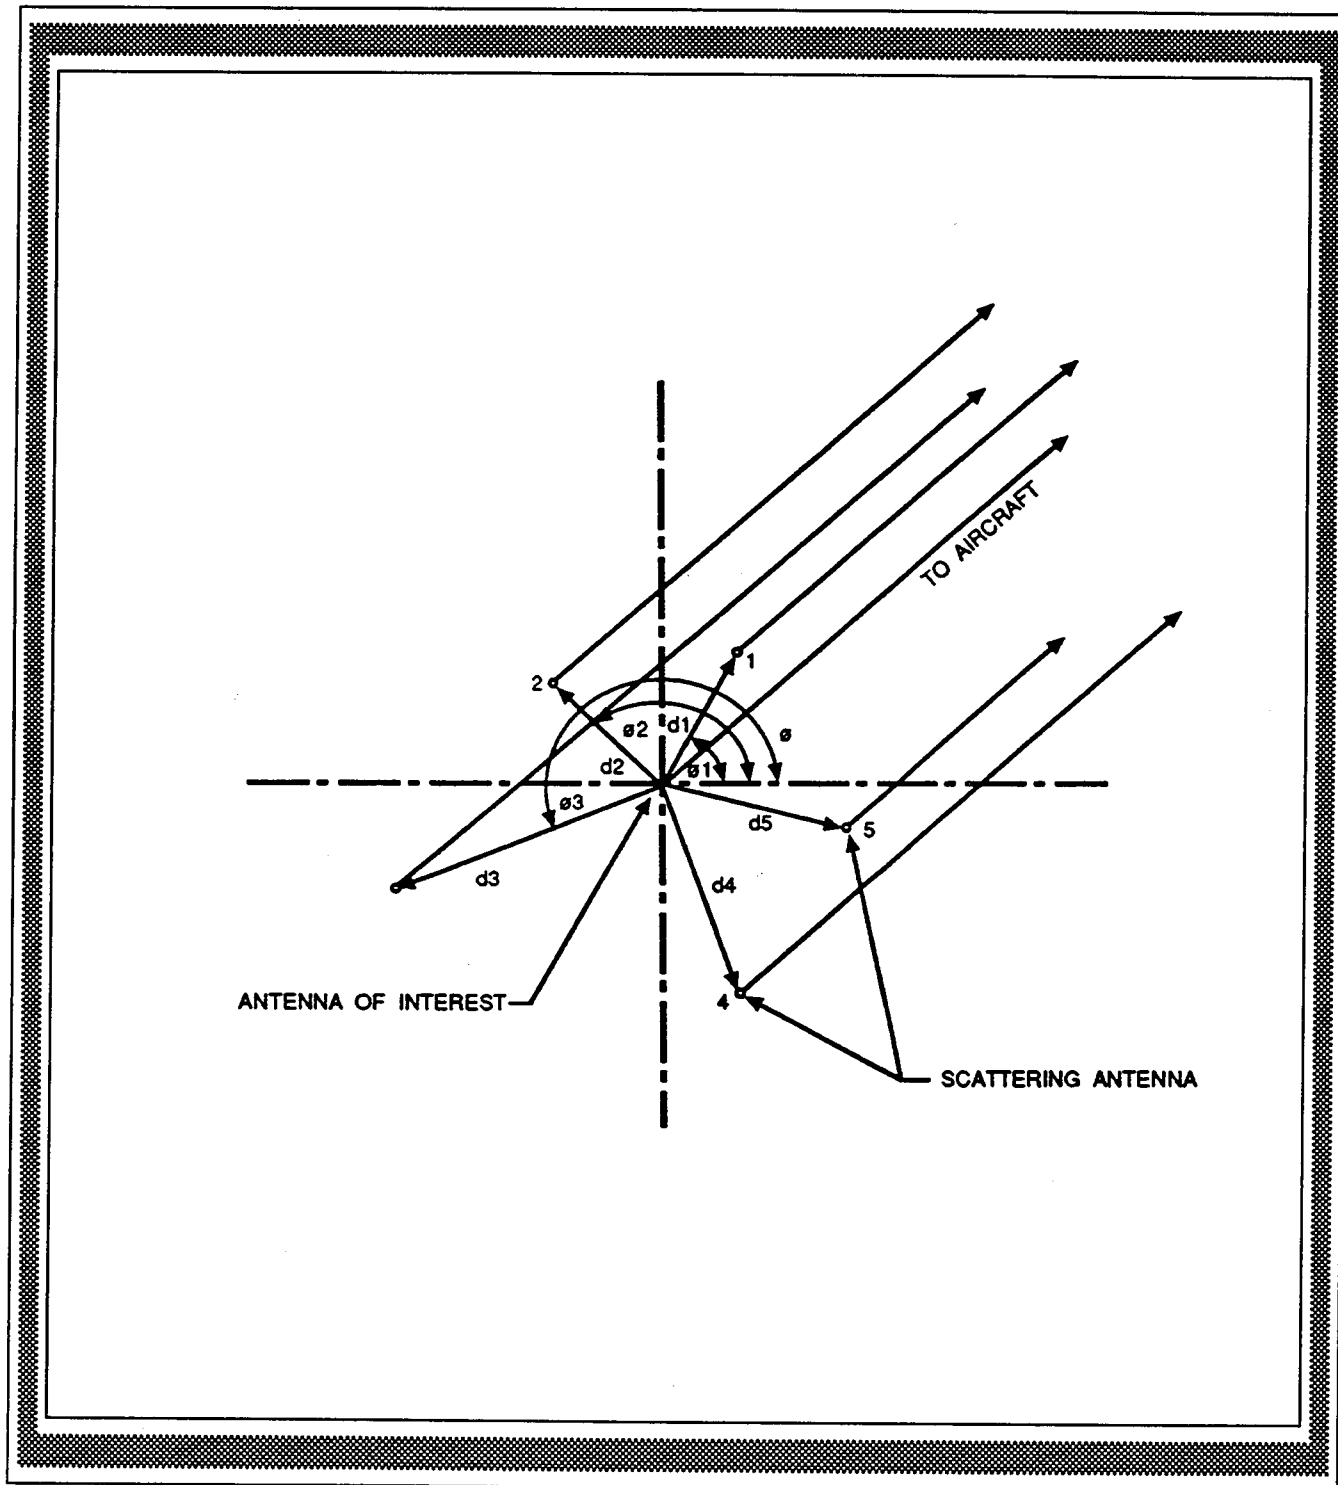 TO AIRCRAFT
1
2
ø2
d1
ø
d2
ø1
ø3
d5
5
d3
d4
ANTENNA OF INTEREST
4
SCATTERING ANTENNA